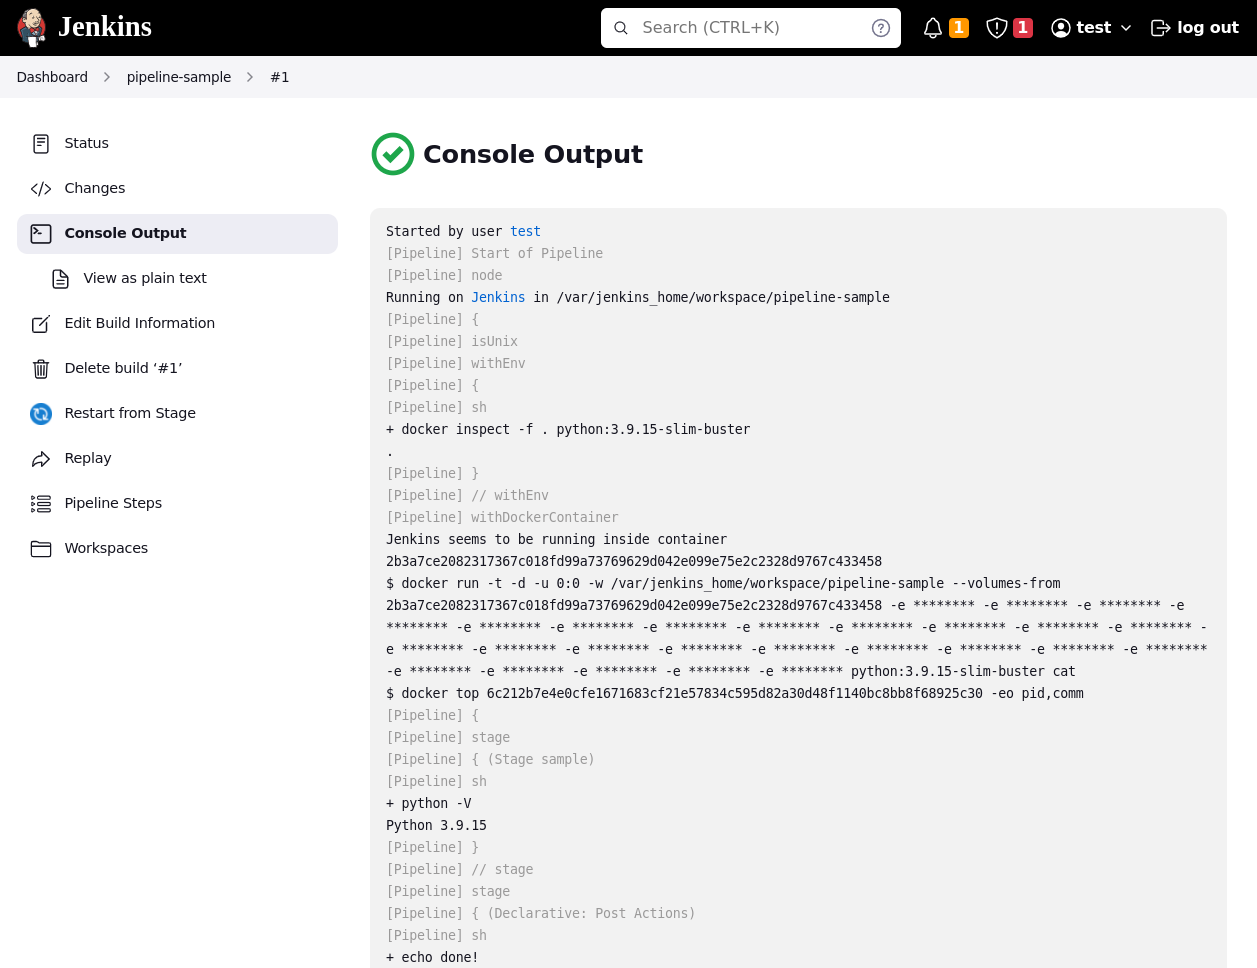 Jenkins
Search (CTRL+K)
1
1
test
log out
Dashboard
pipeline-sample
#1
Status
Changes
Console Output
View as plain text
Edit Build Information
Delete build ‘#1’
Restart from Stage
Replay
Pipeline Steps
Workspaces
Console Output
Started by user test
[Pipeline] Start of Pipeline
[Pipeline] node
Running on Jenkins in /var/jenkins_home/workspace/pipeline-sample
[Pipeline] {
[Pipeline] isUnix
[Pipeline] withEnv
[Pipeline] {
[Pipeline] sh
+ docker inspect -f . python:3.9.15-slim-buster
.
[Pipeline] }
[Pipeline] // withEnv
[Pipeline] withDockerContainer
Jenkins seems to be running inside container
2b3a7ce2082317367c018fd99a73769629d042e099e75e2c2328d9767c433458
$ docker run -t -d -u 0:0 -w /var/jenkins_home/workspace/pipeline-sample --volumes-from
2b3a7ce2082317367c018fd99a73769629d042e099e75e2c2328d9767c433458 -e ******** -e ******** -e ******** -e
******** -e ******** -e ******** -e ******** -e ******** -e ******** -e ******** -e ******** -e ******** -
e ******** -e ******** -e ******** -e ******** -e ******** -e ******** -e ******** -e ******** -e ********
-e ******** -e ******** -e ******** -e ******** -e ******** python:3.9.15-slim-buster cat
$ docker top 6c212b7e4e0cfe1671683cf21e57834c595d82a30d48f1140bc8bb8f68925c30 -eo pid,comm
[Pipeline] {
[Pipeline] stage
[Pipeline] { (Stage sample)
[Pipeline] sh
+ python -V
Python 3.9.15
[Pipeline] }
[Pipeline] // stage
[Pipeline] stage
[Pipeline] { (Declarative: Post Actions)
[Pipeline] sh
+ echo done!